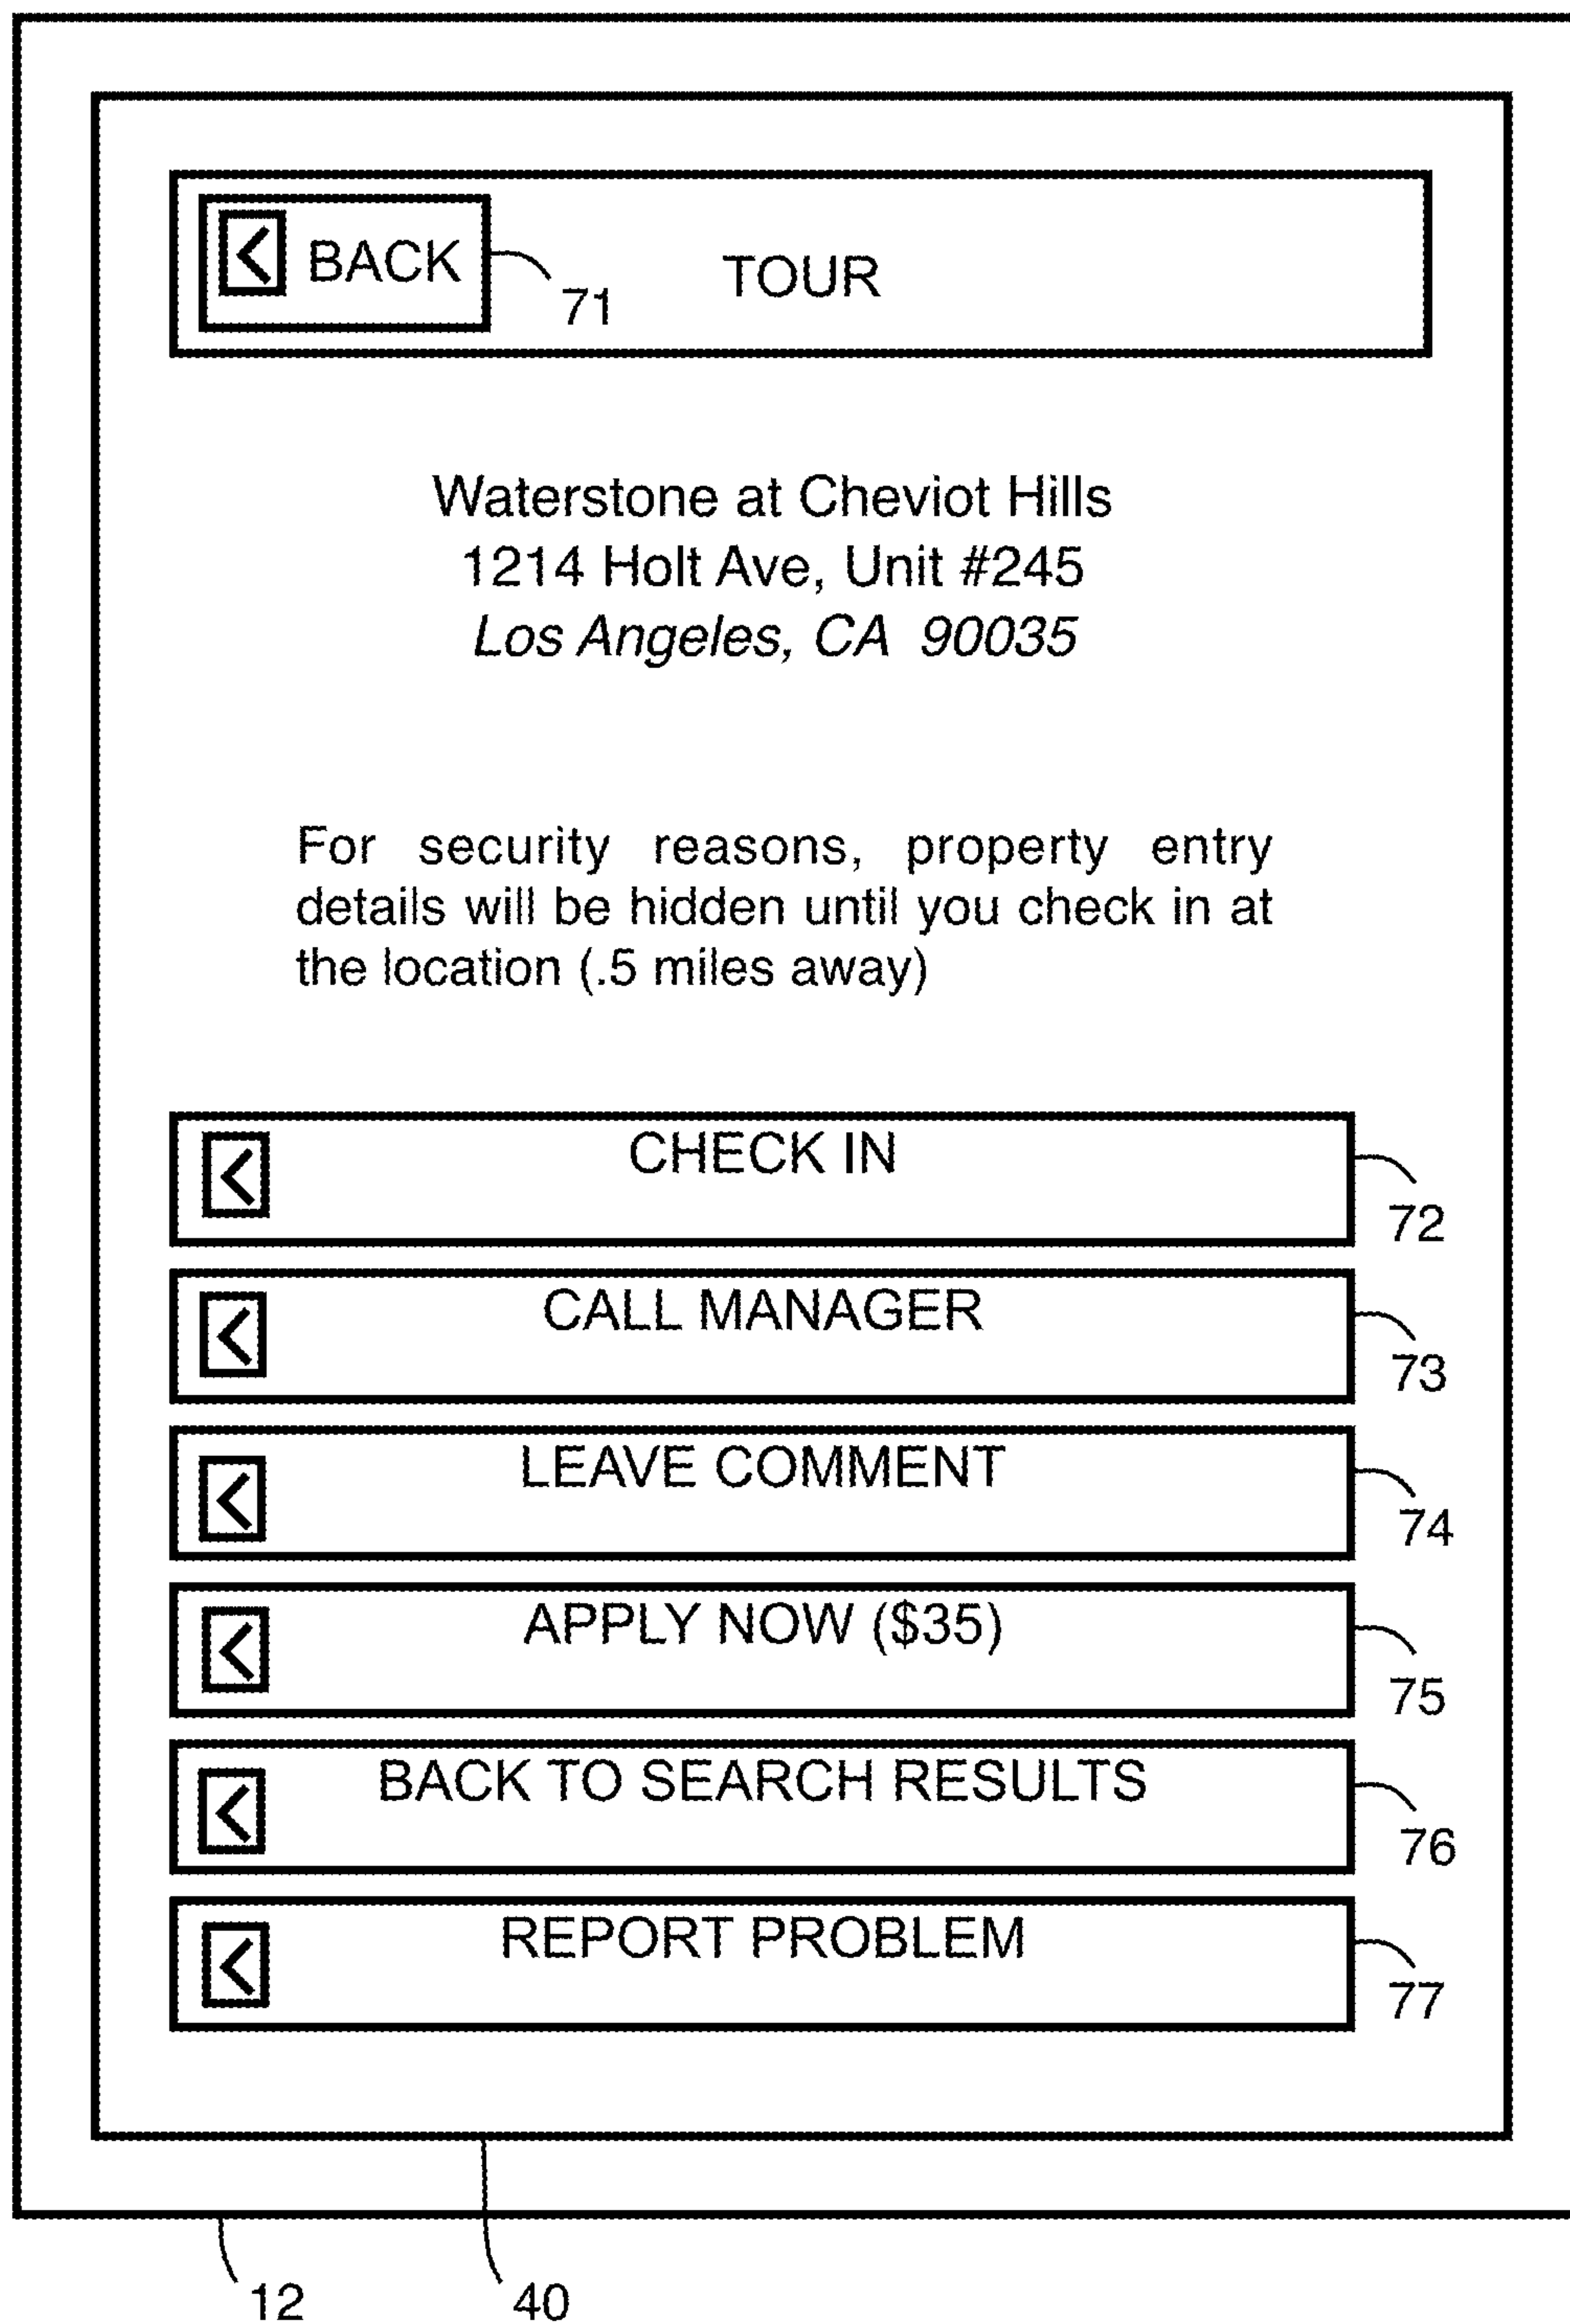 BACK
71
TOUR
Waterstone at Cheviot Hills
1214 Holt Ave, Unit #245
Los Angeles, CA 90035
For security reasons, property entry
details will be hidden until you check in at
the location (.5 miles away)
CHECK IN
72
CALL MANAGER
73
LEAVE COMMENT
74
APPLY NOW ($35)
75
BACK TO SEARCH RESULTS
76
REPORT PROBLEM
77
12
40